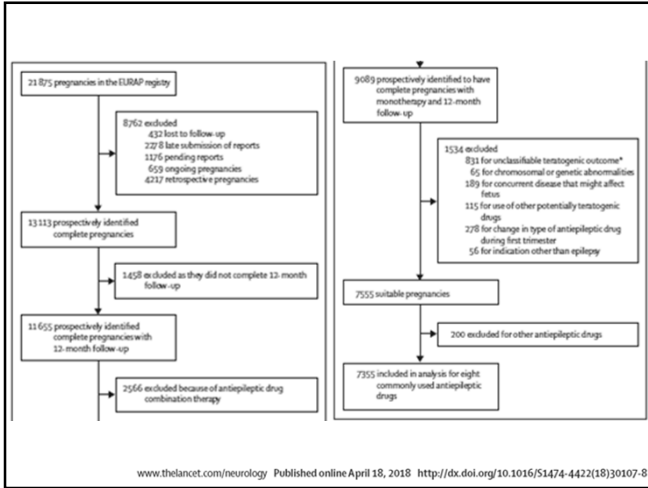 21 875 pregnancies in the EURAP registry
8762 excluded
432 lost to follow-up
2278 late submission of reports
1176 pending reports
659 ongoing pregnancies
4217 retrospective pregnancies
13 113 prospectively identified
complete pregnancies
1458 excluded as they did not complete 12-month
follow-up
11 655 prospectively identified
complete pregnancies with
12-month follow-up
2566 excluded because of antiepileptic drug
combination therapy
9089 prospectively identified to have
complete pregnancies with
monotherapy and 12-month
follow-up
1534 excluded
831 for unclassifiable teratogenic outcome*
65 for chromosomal or genetic abnormalities
189 for concurrent disease that might affect
fetus
115 for use of other potentially teratogenic
drugs
278 for change in type of antiepileptic drug
during first trimester
56 for indication other than epilepsy
7555 suitable pregnancies
200 excluded for other antiepileptic drugs
7355 included in analysis for eight
commonly used antiepileptic
drugs
www.thelancet.com/neurology Published online April 18, 2018 http://dx.doi.org/10.1016/S1474-4422(18)30107-8